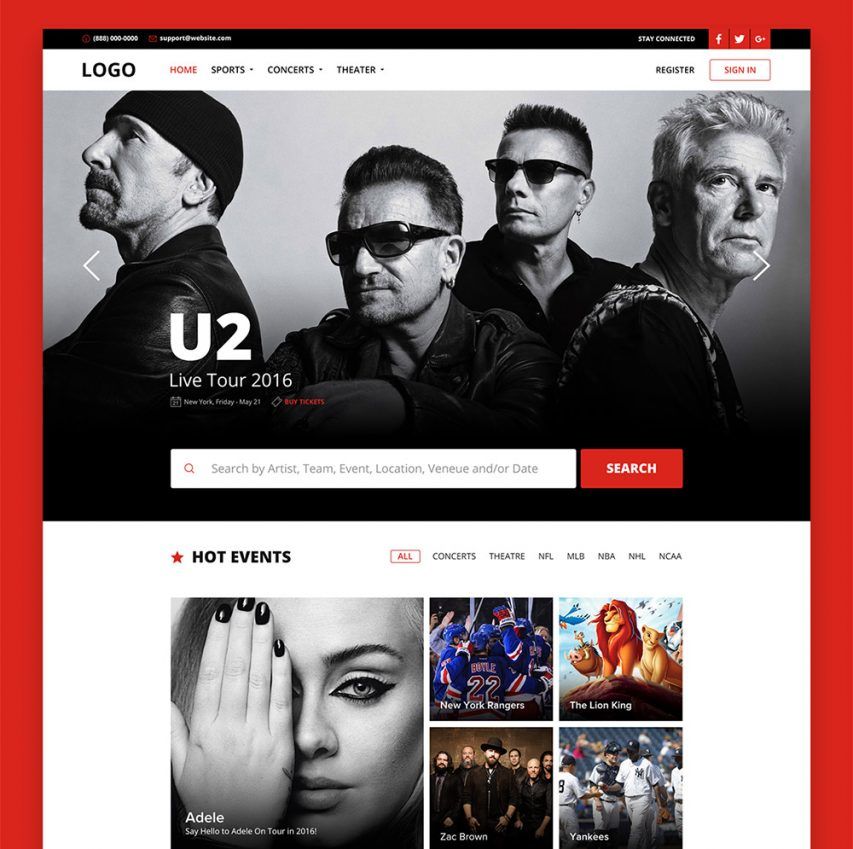 (888) 000-0000 support@website.com STAY CONNECTED f G+
LOGO HOME SPORTS CONCERTS THEATER REGISTER SIGN IN
U2
Live Tour 2016
21 New York, Friday - May 21 BUY TICKETS
Search by Artist, Team, Event, Location, Veneue and/or Date SEARCH
HOT EVENTS ALL CONCERTS THEATRE NFL MLB NBA NHL NCAA
BOYLE
22
New York Rangers The Lion King
Adele
Say Hello to Adele On Tour in 2016!
Zac Brown Yankees